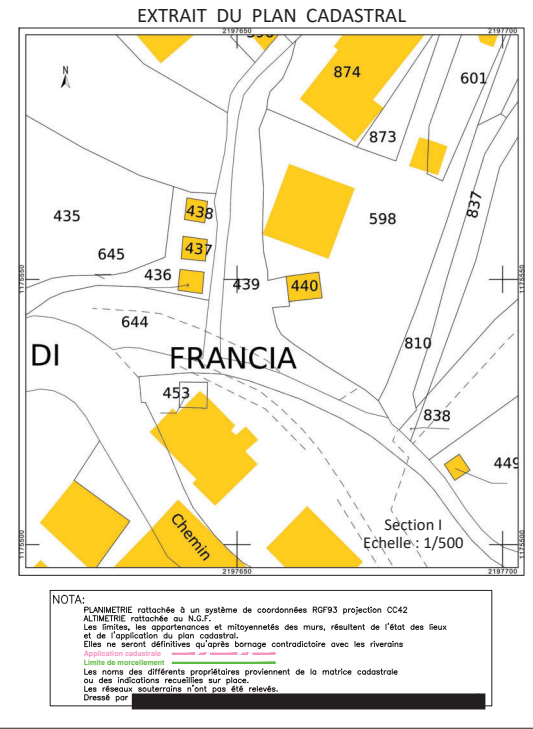 EXTRAIT DU PLAN CADASTRAL
2197650
2197700
N
874
601
873
837
435
438
598
437
645
436
439
440
1175550
1175550
644
810
DI
FRANCIA
453
838
449
Section I
Echelle : 1/500
Chemin
1175500
1175500
2197650
2197700
NOTA:
PLANIMETRIE rattachée à un système de coordonnées RGF93 projection CC42
ALTIMETRIE rattachée au N.G.F.
Les limites, les appartenances et mitoyennetés des murs, résultent de l'état des lieux
et de l'application du plan cadastral.
Elles ne seront définitives qu'après bornage contradictoire avec les riverains
Application cadastrale
Limite de morcellement
Les noms des différents propriétaires proviennent de la matrice cadastrale
ou des indications recueillies sur place.
Les réseaux souterrains n'ont pas été relevés.
Dressé par